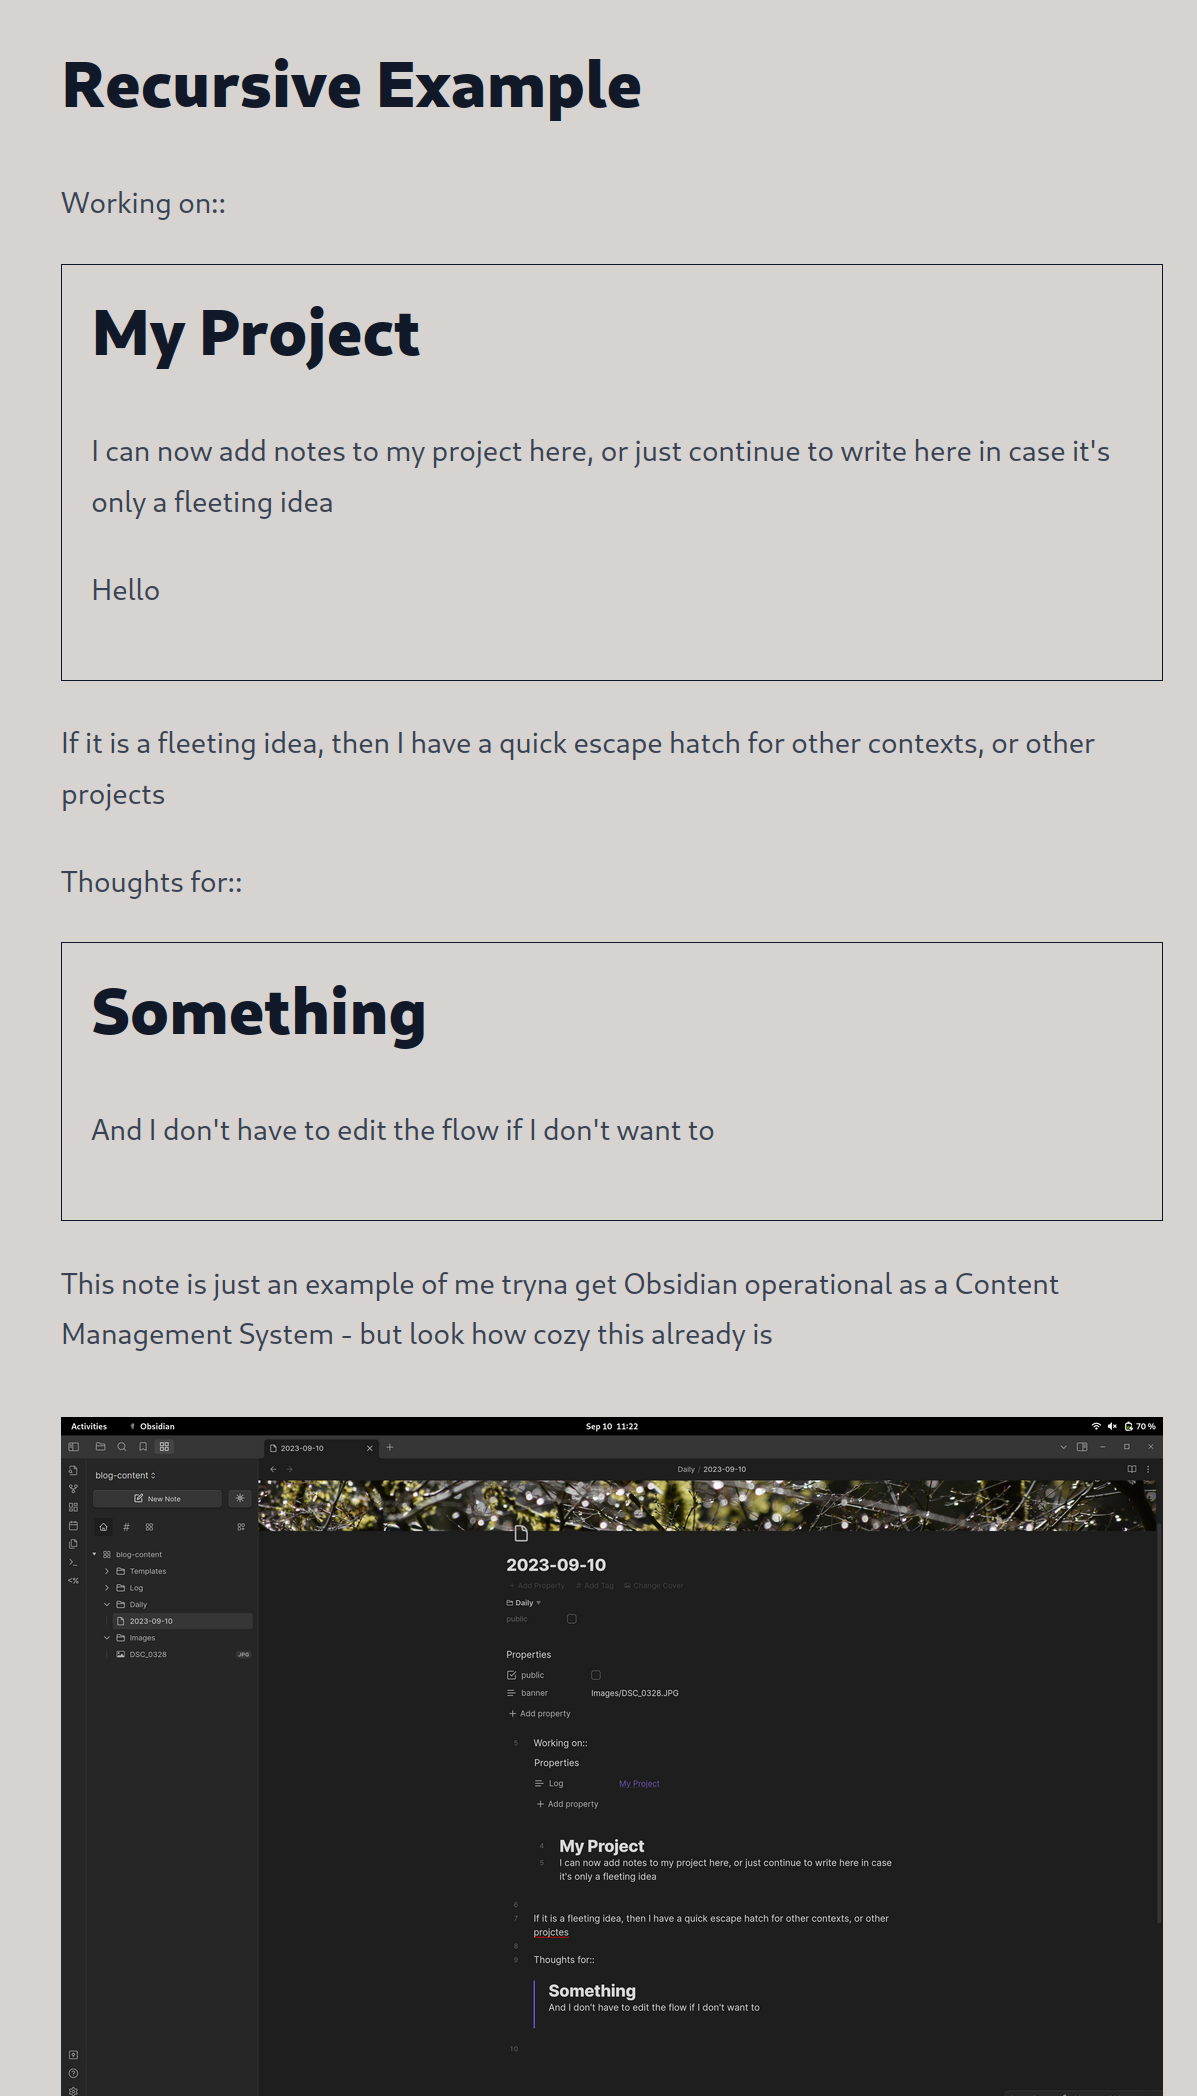 Recursive Example
Working on::
My Project
I can now add notes to my project here, or just continue to write here in case it's
only a fleeting idea
Hello
If it is a fleeting idea, then I have a quick escape hatch for other contexts, or other
projects
Thoughts for::
Something
And I don't have to edit the flow if I don't want to
This note is just an example of me tryna get Obsidian operational as a Content
Management System - but look how cozy this already is
Activities Obsidian Sep 10 11:22 70 %
2023-09-10
blog-content Daily / 2023-09-10
New Note
#
blog-content
Templates
Log
Daily
2023-09-10
Images
DSC_0328 JPG
2023-09-10
+ Add Property # Add Tag Change Cover
Daily
public
Properties
public
banner Images/DSC_0328.JPG
+ Add property
5 Working on::
Properties
Log My Project
+ Add property
4 My Project
5 I can now add notes to my project here, or just continue to write here in case
it's only a fleeting idea
6
7 If it is a fleeting idea, then I have a quick escape hatch for other contexts, or other
projctes
8
9 Thoughts for::
Something
And I don't have to edit the flow if I don't want to
10